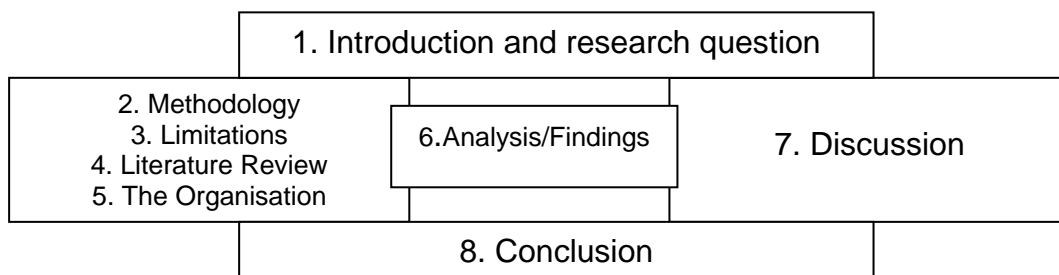 1. Introduction and research question
2. Methodology
3. Limitations
4. Literature Review
5. The Organisation
6.Analysis/Findings
7. Discussion
8. Conclusion